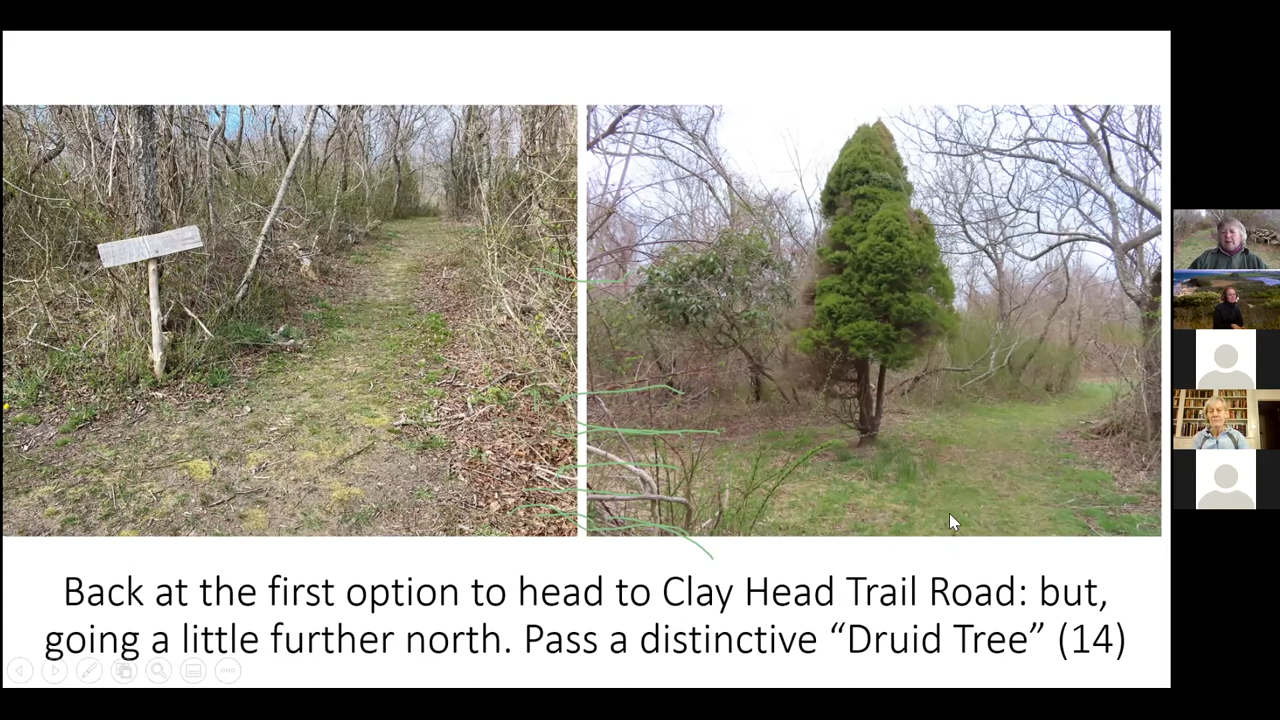 Back at the first option to head to Clay Head Trail Road: but,
going a little further north. Pass a distinctive “Druid Tree” (14)